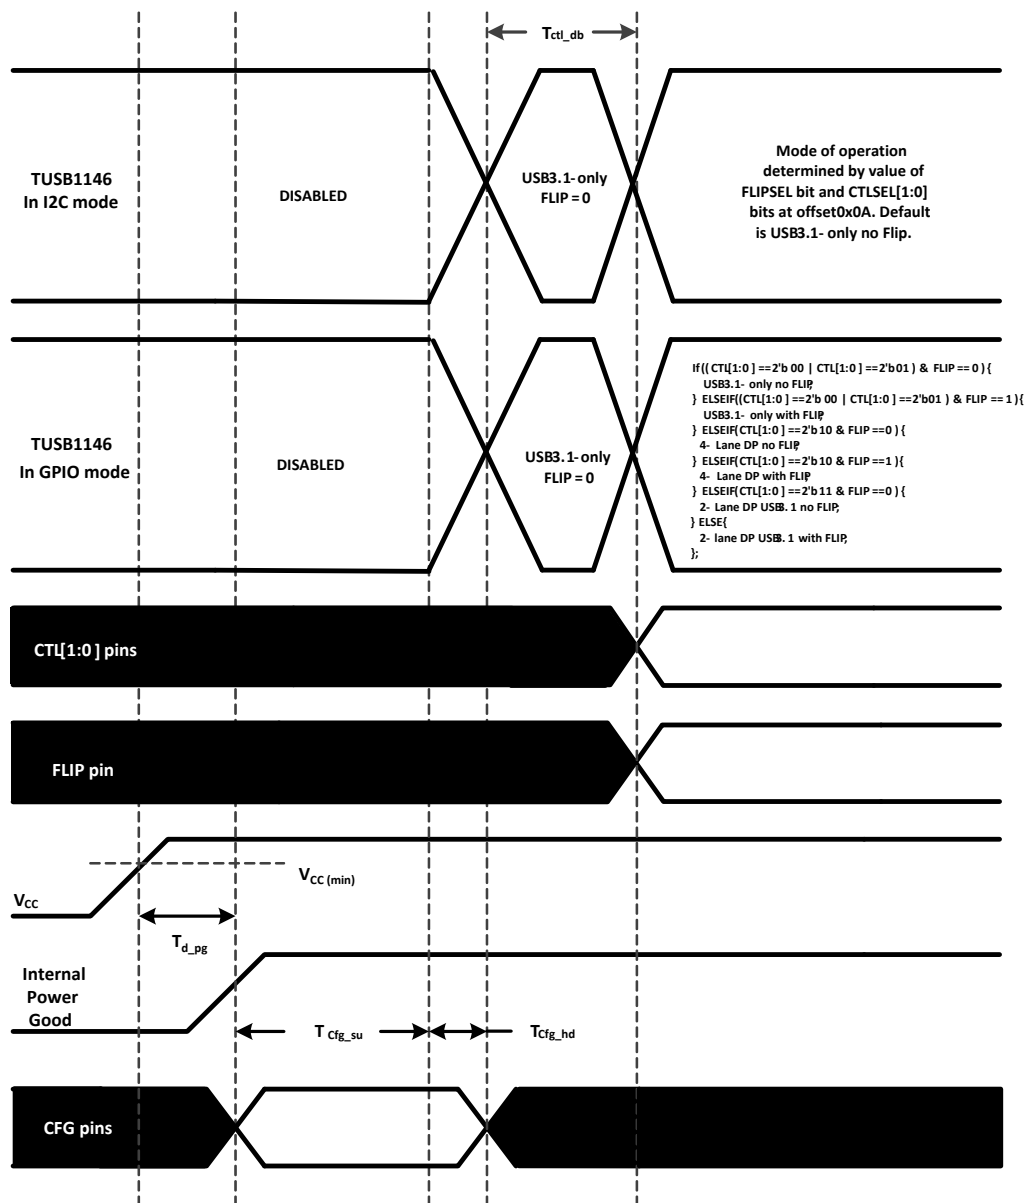 Tctl_db
TUSB1146
In I2C mode
DISABLED
USB3.1- only
FLIP = 0
Mode of operation
determined by value of
FLIPSEL bit and CTLSEL[1:0]
bits at offset0x0A. Default
is USB3.1- only no Flip.
TUSB1146
In GPIO mode
DISABLED
USB3.1- only
FLIP = 0
If(( CTL[1:0 ] ==2'b 00 | CTL[1:0 ] ==2'b01 ) & FLIP == 0 ) {
USB3.1- only no FLIP;
} ELSEIF((CTL[1:0 ] ==2'b 00 | CTL[1:0 ] ==2'b01 ) & FLIP == 1 ){
USB3.1- only with FLIP;
} ELSEIF(CTL[1:0 ] ==2'b 10 & FLIP ==0 ) {
4- Lane DP no FLIP;
} ELSEIF(CTL[1:0 ] ==2'b 10 & FLIP ==1 ){
4- Lane DP with FLIP;
} ELSEIF(CTL[1:0 ] ==2'b 11 & FLIP ==0 ) {
2- Lane DP USB3. 1 no FLIP;
} ELSE{
2- lane DP USB3. 1 with FLIP;
};
CTL[1:0 ] pins
FLIP pin
VCC (min)
VCC
Td_pg
Internal
Power
Good
T Cfg_su
TCfg_hd
CFG pins